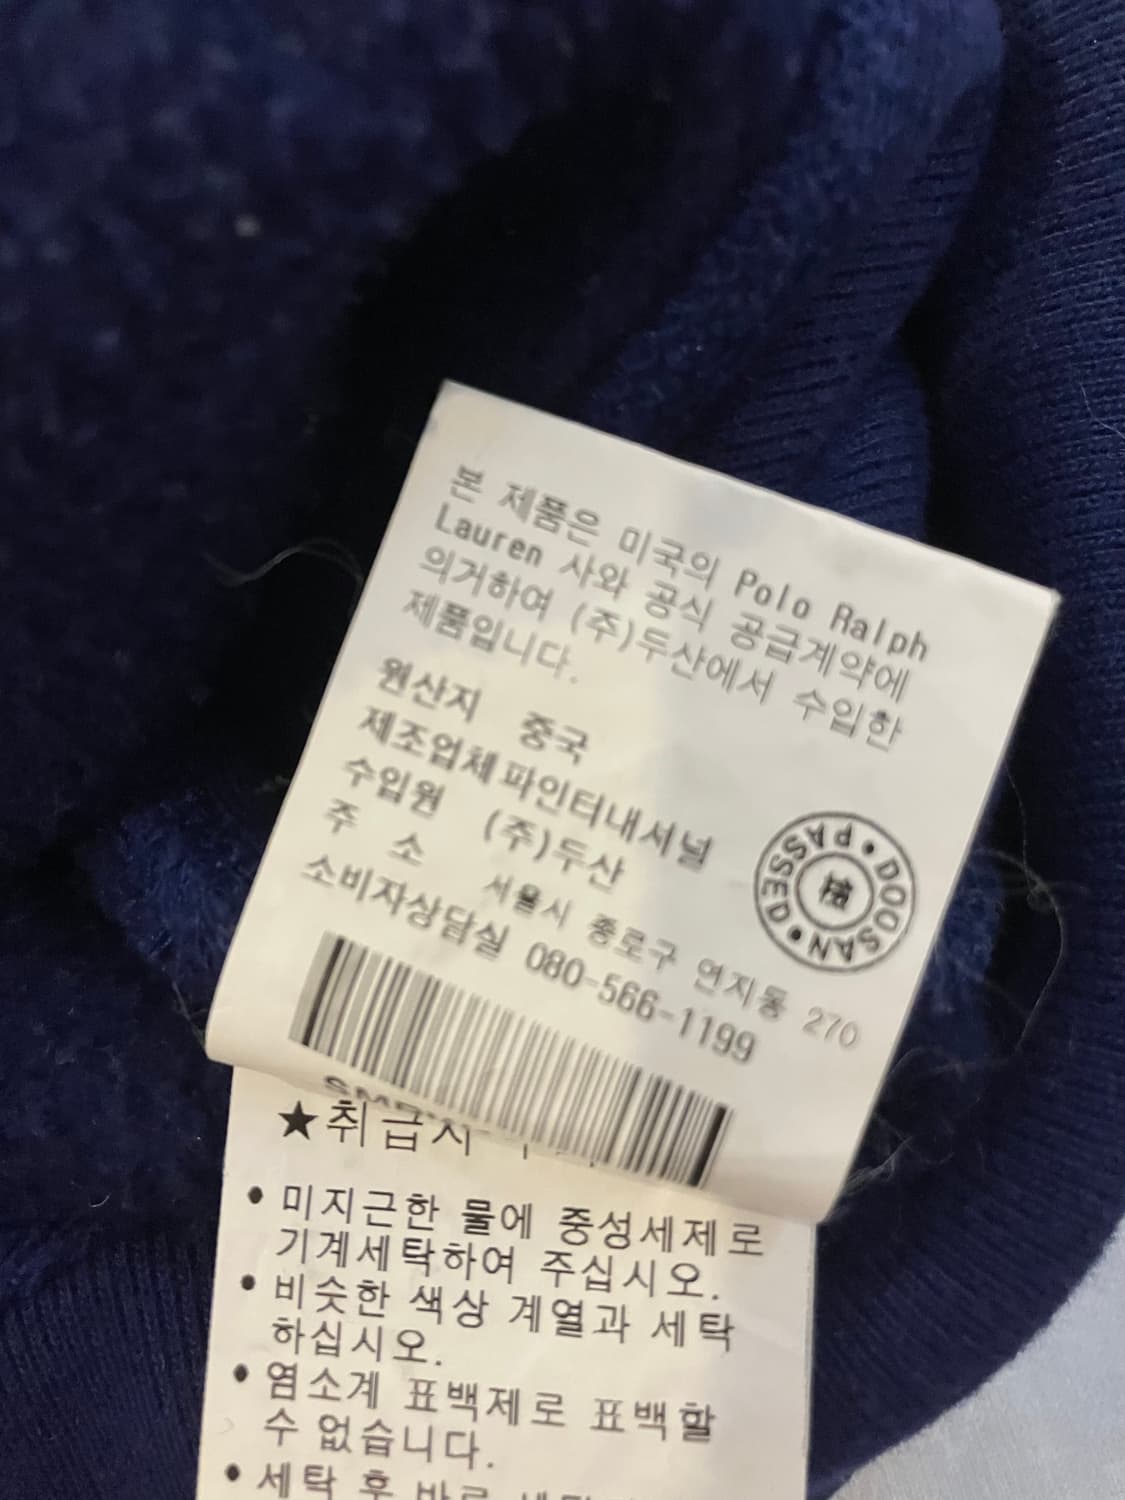 본 제품은 미국의 Polo Ralph
Lauren 사와 공식 공급계약에
의거하여 (주)두산에서 수입한
제품입니다.
원산지 중국
제조업체 파인터내셔널
수입원 (주)두산
주 소 서울시 종로구 연지동 270
소비자상담실 080-566-1199
DOOSAN • PASSED •
★취급시
• 미지근한 물에 중성세제로
기계세탁하여 주십시오.
• 비슷한 색상 계열과 세탁
하십시오.
• 염소계 표백제로 표백할
수 없습니다.
• 세탁 후 바로